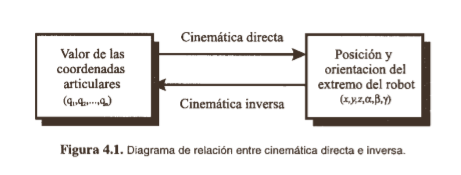 Cinemática directa
Valor de las
coordenadas
articulares
(q₁,q₂,...,qₙ)
Posición y
orientacion del
extremo del robot
(x,y,z,α,β,γ)
Cinemática inversa
Figura 4.1. Diagrama de relación entre cinemática directa e inversa.